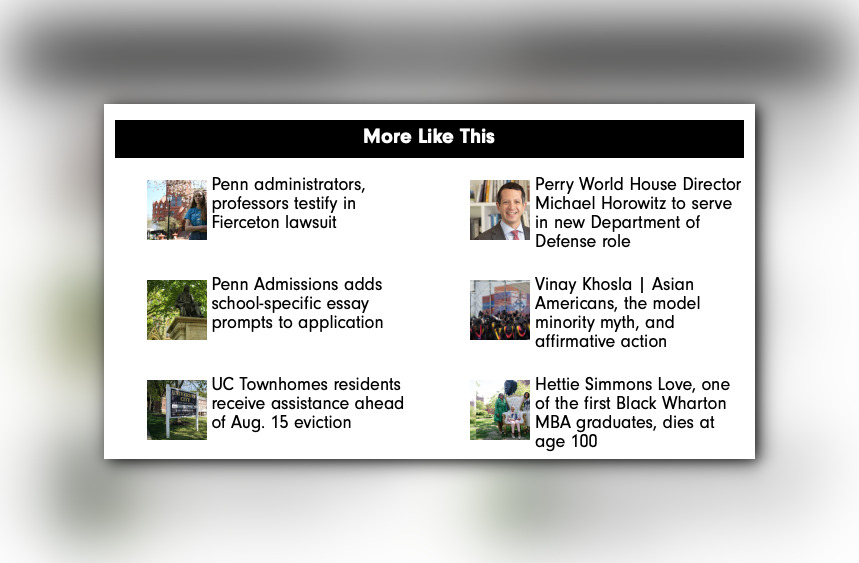 More Like This
Penn administrators,
professors testify in
Fierceton lawsuit
Perry World House Director
Michael Horowitz to serve
in new Department of
Defense role
Penn Admissions adds
school-specific essay
prompts to application
Vinay Khosla | Asian
Americans, the model
minority myth, and
affirmative action
UC Townhomes residents
receive assistance ahead
of Aug. 15 eviction
Hettie Simmons Love, one
of the first Black Wharton
MBA graduates, dies at
age 100